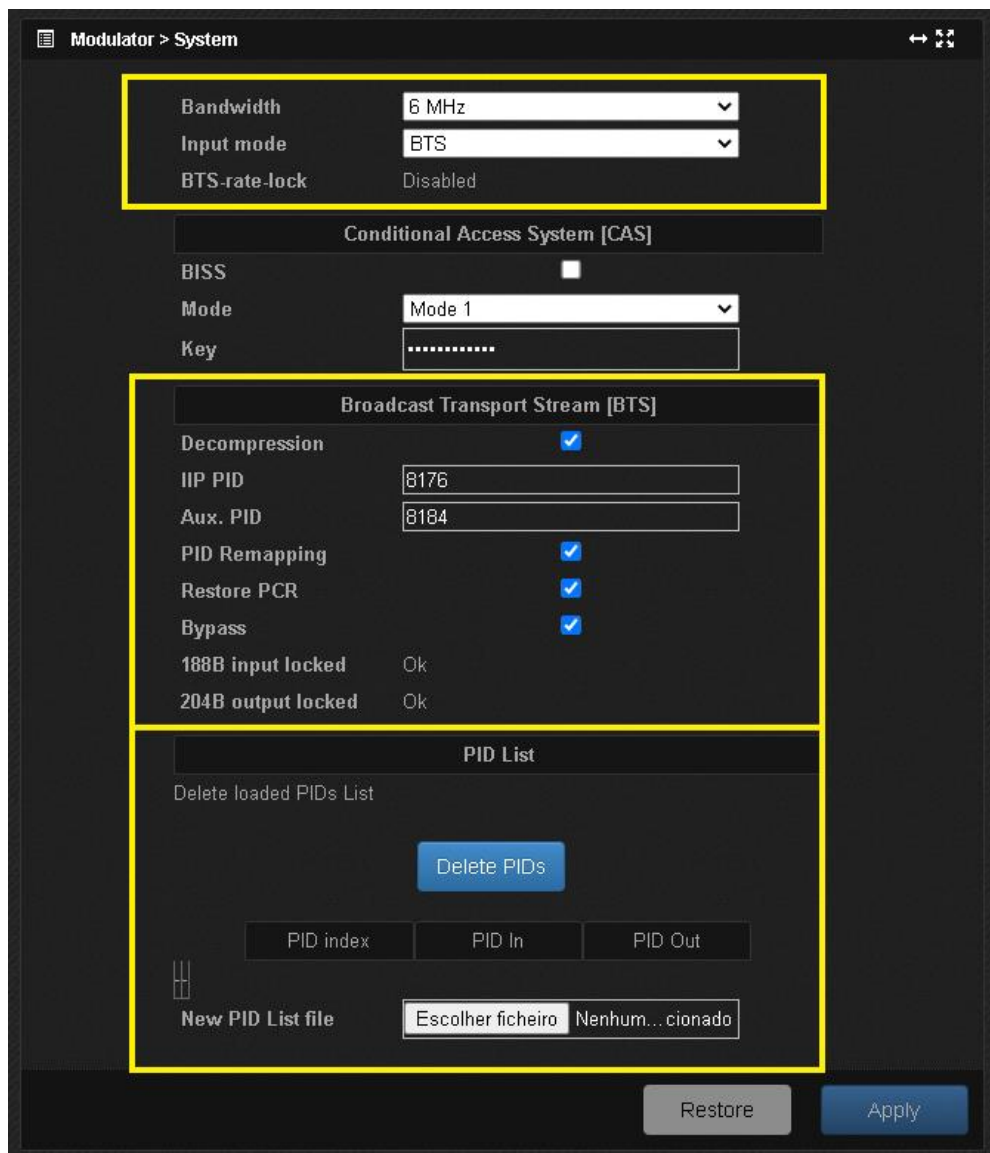 Modulator > System
Bandwidth 6 MHz
Input mode BTS
BTS-rate-lock Disabled
Conditional Access System [CAS]
BISS
Mode Mode 1
Key ••••••••••••
Broadcast Transport Stream [BTS]
Decompression
IIP PID 8176
Aux. PID 8184
PID Remapping
Restore PCR
Bypass
188B input locked Ok
204B output locked Ok
PID List
Delete loaded PIDs List
Delete PIDs
PID index PID In PID Out
New PID List file Escolher ficheiro Nenhum... cionado
Restore Apply